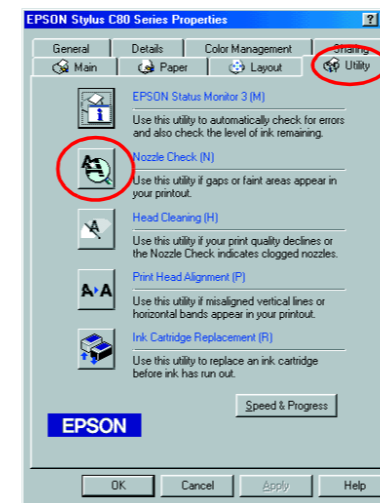 EPSON Stylus C80 Series Properties ?
General Details Color Management Sharing
Main Paper Layout Utility
EPSON Status Monitor 3 (M)
Use this utility to automatically check for errors
and also check the level of ink remaining.
Nozzle Check (N)
Use this utility if gaps or faint areas appear in
your printout.
Head Cleaning (H)
Use this utility if your print quality declines or
the Nozzle Check indicates clogged nozzles.
Print Head Alignment (P)
Use this utility if misaligned vertical lines or
horizontal bands appear in your printout.
Ink Cartridge Replacement (R)
Use this utility to replace an ink cartridge
before ink has run out.
Speed & Progress
EPSON
OK Cancel Apply Help